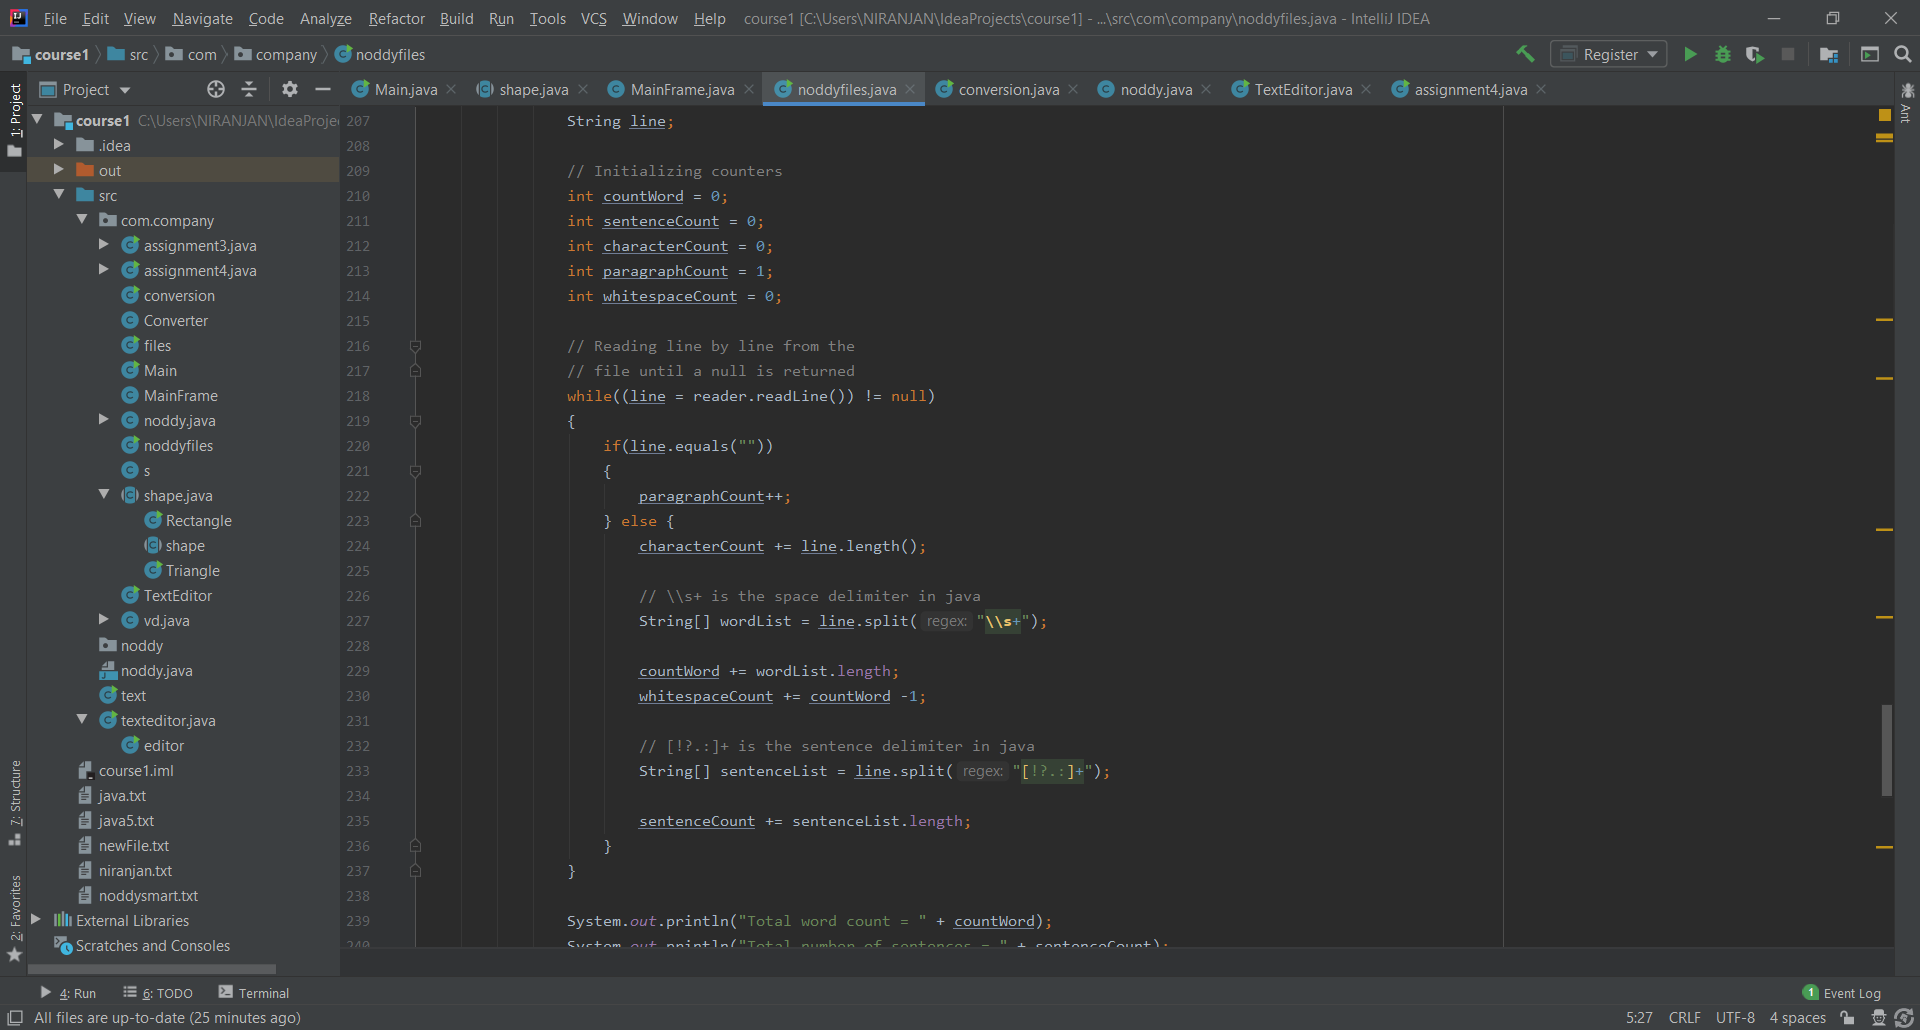 File Edit View Navigate Code Analyze Refactor Build Run Tools VCS Window Help course1 [C:\Users\NIRANJAN\IdeaProjects\course1] - ...\src\com\company\noddyfiles.java - IntelliJ IDEA
course1 src com company noddyfiles Register
Project Main.java shape.java MainFrame.java noddyfiles.java conversion.java noddy.java TextEditor.java assignment4.java
1: Project
7: Structure
2: Favorites
Ant
course1 C:\Users\NIRANJAN\IdeaProje
.idea
out
src
com.company
assignment3.java
assignment4.java
conversion
Converter
files
Main
MainFrame
noddy.java
noddyfiles
s
shape.java
Rectangle
shape
Triangle
TextEditor
vd.java
noddy
noddy.java
text
texteditor.java
editor
course1.iml
java.txt
java5.txt
newFile.txt
niranjan.txt
noddysmart.txt
External Libraries
Scratches and Consoles
207 String line;
208
209 // Initializing counters
210 int countWord = 0;
211 int sentenceCount = 0;
212 int characterCount = 0;
213 int paragraphCount = 1;
214 int whitespaceCount = 0;
215
216 // Reading line by line from the
217 // file until a null is returned
218 while((line = reader.readLine()) != null)
219 {
220 if(line.equals(""))
221 {
222 paragraphCount++;
223 } else {
224 characterCount += line.length();
225
226 // \\s+ is the space delimiter in java
227 String[] wordList = line.split( regex: "\\s+");
228
229 countWord += wordList.length;
230 whitespaceCount += countWord -1;
231
232 // [!?.:]+ is the sentence delimiter in java
233 String[] sentenceList = line.split( regex: "[!?.:]+");
234
235 sentenceCount += sentenceList.length;
236 }
237 }
238
239 System.out.println("Total word count = " + countWord);
240 System.out.println("Total number of sentences = " + sentenceCount);
4: Run 6: TODO Terminal 1 Event Log
All files are up-to-date (25 minutes ago) 5:27 CRLF UTF-8 4 spaces